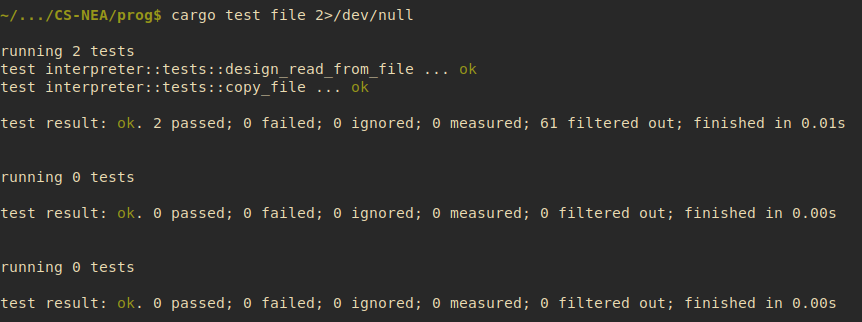 ~/.../CS-NEA/prog$ cargo test file 2>/dev/null
running 2 tests
test interpreter::tests::design_read_from_file ... ok
test interpreter::tests::copy_file ... ok
test result: ok. 2 passed; 0 failed; 0 ignored; 0 measured; 61 filtered out; finished in 0.01s
running 0 tests
test result: ok. 0 passed; 0 failed; 0 ignored; 0 measured; 0 filtered out; finished in 0.00s
running 0 tests
test result: ok. 0 passed; 0 failed; 0 ignored; 0 measured; 0 filtered out; finished in 0.00s